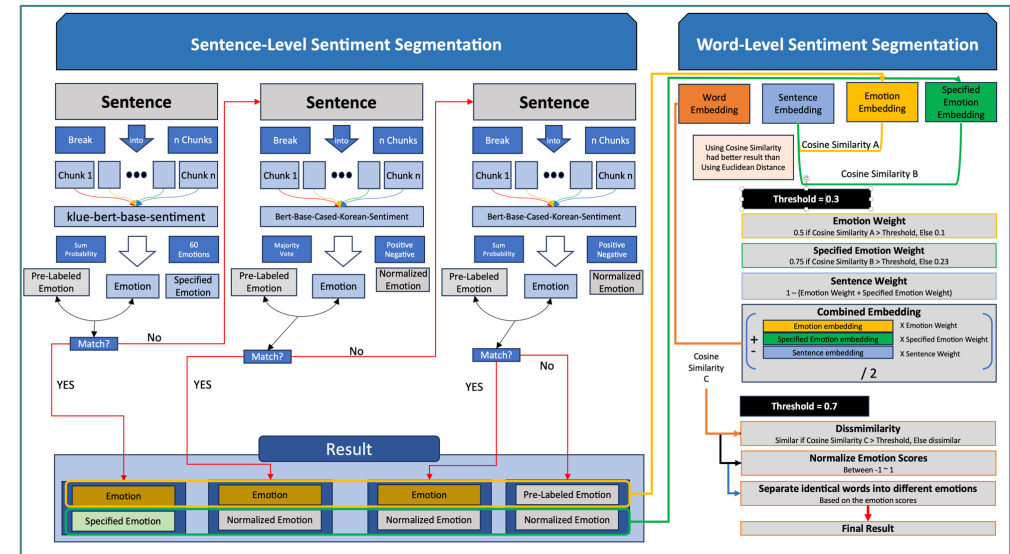 Sentence-Level Sentiment Segmentation
Sentence
Break
into
n Chunks
Chunk 1
Chunk n
klue-bert-base-sentiment
Sum
Probability
60
Emotions
Pre-Labeled
Emotion
Emotion
Specified
Emotion
Match?
No
YES
Sentence
Break
into
n Chunks
Chunk 1
Chunk n
Bert-Base-Cased-Korean-Sentiment
Majority
Vote
Positive
Negative
Pre-Labeled
Emotion
Emotion
Normalized
Emotion
Match?
No
YES
Sentence
Break
into
n Chunks
Chunk 1
Chunk n
Bert-Base-Cased-Korean-Sentiment
Sum
Probability
Positive
Negative
Pre-Labeled
Emotion
Emotion
Normalized
Emotion
Match?
No
YES
Result
Emotion
Emotion
Emotion
Pre-Labeled Emotion
Specified Emotion
Normalized Emotion
Normalized Emotion
Normalized Emotion
Word-Level Sentiment Segmentation
Word
Embedding
Sentence
Embedding
Emotion
Embedding
Specified
Emotion
Embedding
Using Cosine Similarity
had better result than
Using Euclidean Distance
Cosine Similarity A
Cosine Similarity B
Threshold = 0.3
Emotion Weight
0.5 if Cosine Similarity A > Threshold, Else 0.1
Specified Emotion Weight
0.75 if Cosine Similarity B > Threshold, Else 0.23
Sentence Weight
1 – (Emotion Weight + Specified Emotion Weight)
Combined Embedding
Emotion embedding X Emotion Weight
+ Specified Emotion embedding X Specified Emotion Weight
- Sentence embedding X Sentence Weight
/ 2
Cosine
Similarity
C
Threshold = 0.7
Dissmimilarity
Similar if Cosine Similarity C > Threshold, Else dissimilar
Normalize Emotion Scores
Between -1 ~ 1
Separate identical words into different emotions
Based on the emotion scores
Final Result